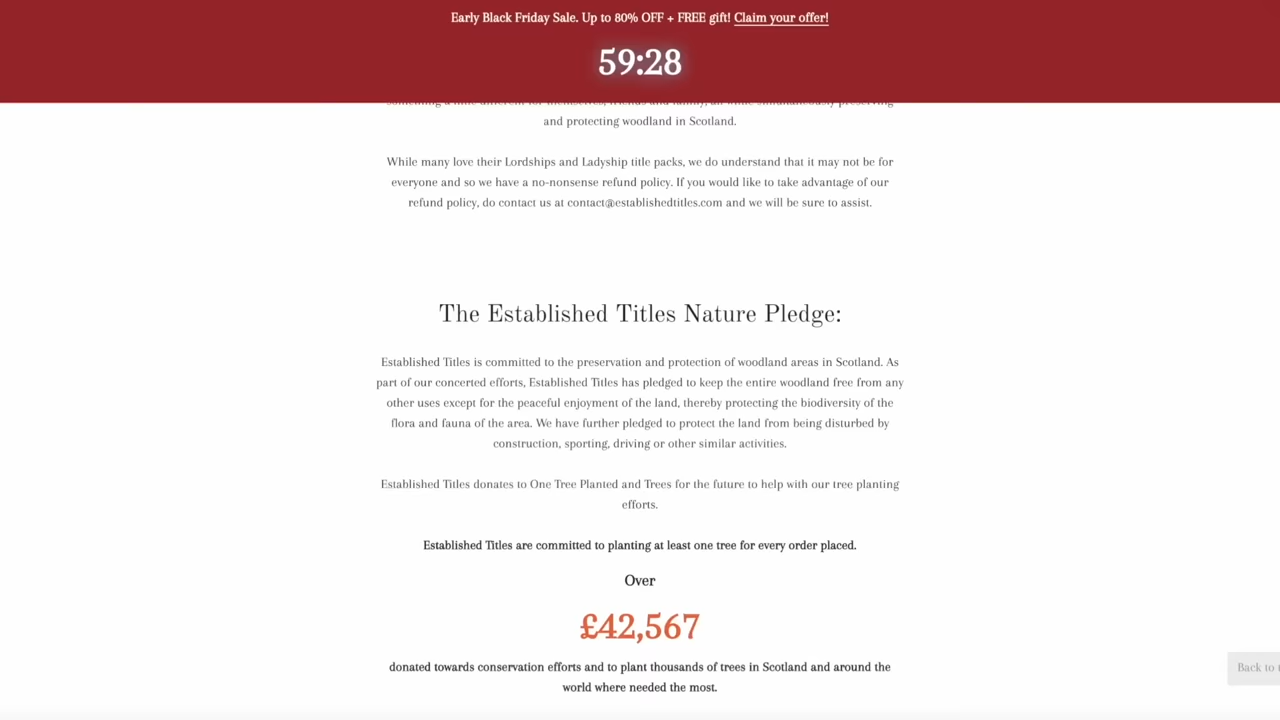 Early Black Friday Sale. Up to 80% OFF + FREE gift! Claim your offer!
59:28
and protecting woodland in Scotland.
While many love their Lordships and Ladyship title packs, we do understand that it may not be for
everyone and so we have a no-nonsense refund policy. If you would like to take advantage of our
refund policy, do contact us at contact@establishedtitles.com and we will be sure to assist.
The Established Titles Nature Pledge:
Established Titles is committed to the preservation and protection of woodland areas in Scotland. As
part of our concerted efforts, Established Titles has pledged to keep the entire woodland free from any
other uses except for the peaceful enjoyment of the land, thereby protecting the biodiversity of the
flora and fauna of the area. We have further pledged to protect the land from being disturbed by
construction, sporting, driving or other similar activities.
Established Titles donates to One Tree Planted and Trees for the future to help with our tree planting
efforts.
Established Titles are committed to planting at least one tree for every order placed.
Over
£42,567
donated towards conservation efforts and to plant thousands of trees in Scotland and around the
world where needed the most.
Back to